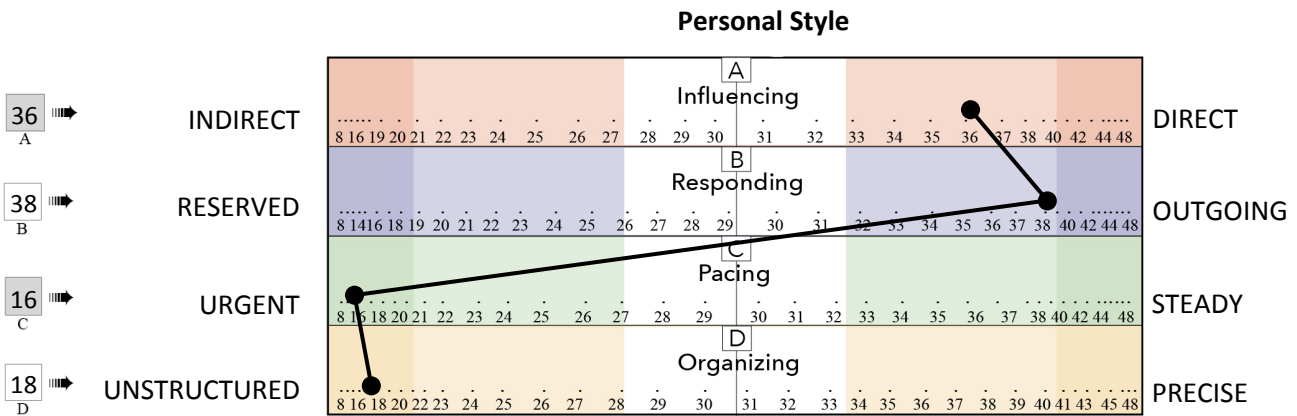 Personal Style
A
Influencing
36
A
INDIRECT
DIRECT
8 16 19 20 21 22 23 24 25 26 27 28 29 30 31 32 33 34 35 36 37 38 40 42 44 48
B
Responding
38
B
RESERVED
OUTGOING
8 14 16 18 19 20 21 22 23 24 25 26 27 28 29 30 31 32 33 34 35 36 37 38 40 42 44 48
C
Pacing
16
C
URGENT
STEADY
8 16 18 20 21 22 23 24 25 26 27 28 29 30 31 32 33 34 35 36 37 38 40 42 44 48
D
Organizing
18
D
UNSTRUCTURED
PRECISE
8 16 18 20 22 23 24 25 26 27 28 29 30 31 32 33 34 35 36 37 38 39 40 41 43 45 48